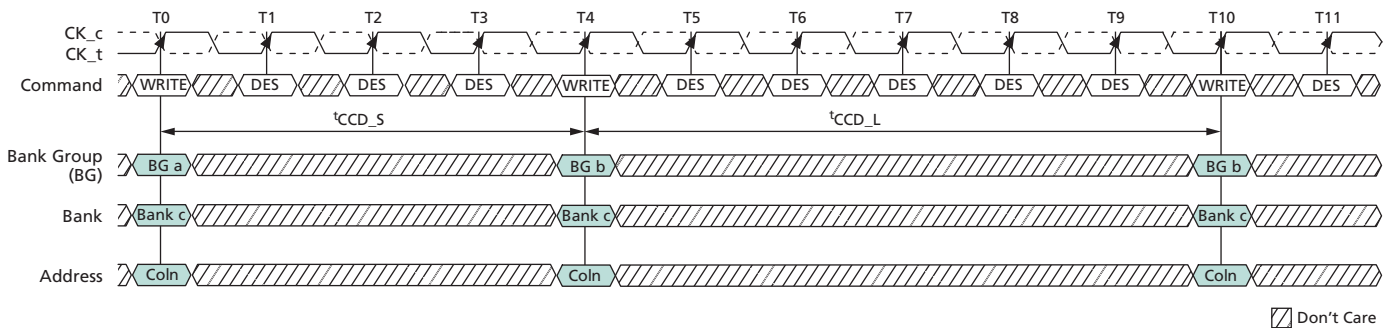 T0 T1 T2 T3 T4 T5 T6 T7 T8 T9 T10 T11
CK_c
CK_t
Command WRITE DES DES DES WRITE DES DES DES DES DES WRITE DES
tCCD_S tCCD_L
Bank Group
(BG) BG a BG b BG b
Bank Bank c Bank c Bank c
Address Coln Coln Coln
Don't Care